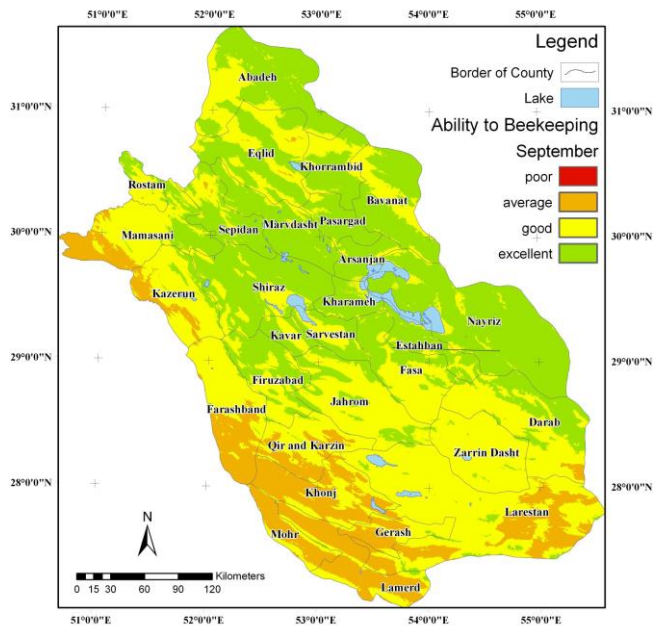 51°0'0"E 52°0'0"E 53°0'0"E 54°0'0"E 55°0'0"E
Legend
Border of County
Lake
Ability to Beekeeping
September
poor
average
good
excellent
31°0'0"N
31°0'0"N
30°0'0"N
30°0'0"N
29°0'0"N
29°0'0"N
28°0'0"N
28°0'0"N
Abadeh
Eqlid
Khorrambid
Rostam
Bavanat
Mamasani
Sepidan
Marvdasht
Pasargad
Arsanjan
Kazerun
Shiraz
Kharameh
Nayriz
Kavar
Sarvestan
Estahban
Fasa
Firuzabad
Farashband
Jahrom
Darab
Qir and Karzin
Zarrin Dasht
Khonj
Larestan
Mohr
Gerash
Lamerd
N
Kilometers
0 15 30 60 90 120
51°0'0"E 52°0'0"E 53°0'0"E 54°0'0"E 55°0'0"E